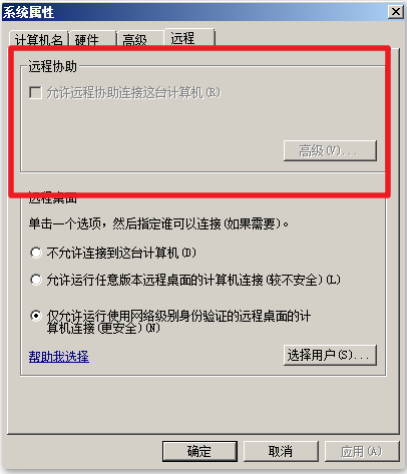 系统属性
计算机名 硬件 高级 远程
远程协助
允许远程协助连接这台计算机(R)
高级(V)...
远程桌面
单击一个选项，然后指定谁可以连接(如果需要)。
不允许连接到这台计算机(D)
允许运行任意版本远程桌面的计算机连接(较不安全)(L)
仅允许运行使用网络级别身份验证的远程桌面的计
算机连接(更安全)(N)
帮助我选择 选择用户(S)...
确定 取消 应用(A)